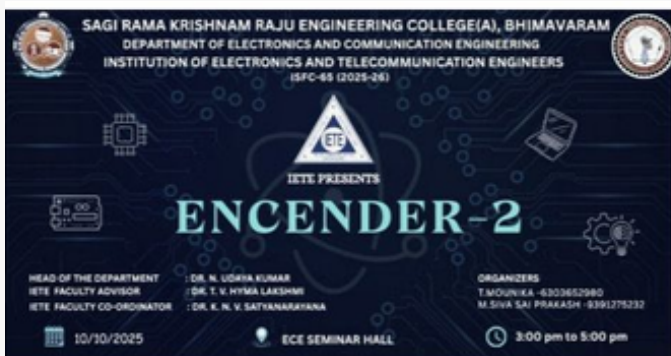 SAGI RAMA KRISHNAM RAJU ENGINEERING COLLEGE(A), BHIMAVARAM
DEPARTMENT OF ELECTRONICS AND COMMUNICATION ENGINEERING
INSTITUTION OF ELECTRONICS AND TELECOMMUNICATION ENGINEERS
ISFC-65 (2025-26)
IETE
IETE PRESENTS
ENCENDER-2
HEAD OF THE DEPARTMENT : DR. N. UDAYA KUMAR
IETE FACULTY ADVISOR : DR. T. V. HYMA LAKSHMI
IETE FACULTY CO-ORDINATOR : DR. K. N. V. SATYANARAYANA
ORGANIZERS
T.MOUNIKA -6303652980
M.SIVA SAI PRAKASH -9391275232
10/10/2025
ECE SEMINAR HALL
3:00 pm to 5:00 pm